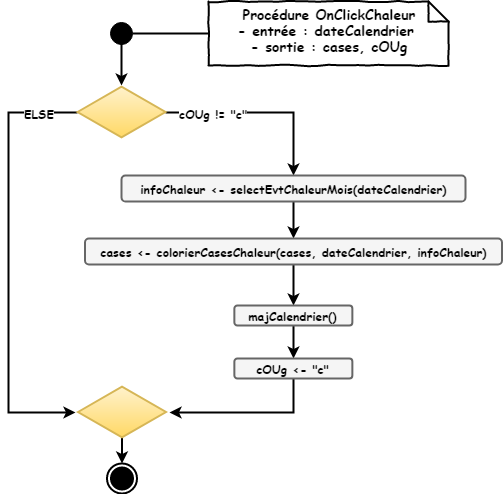 Procédure OnClickChaleur
- entrée : dateCalendrier
- sortie : cases, cOUg
ELSE
cOUg != "c"
infoChaleur <- selectEvtChaleurMois(dateCalendrier)
cases <- colorierCasesChaleur(cases, dateCalendrier, infoChaleur)
majCalendrier()
cOUg <- "c"